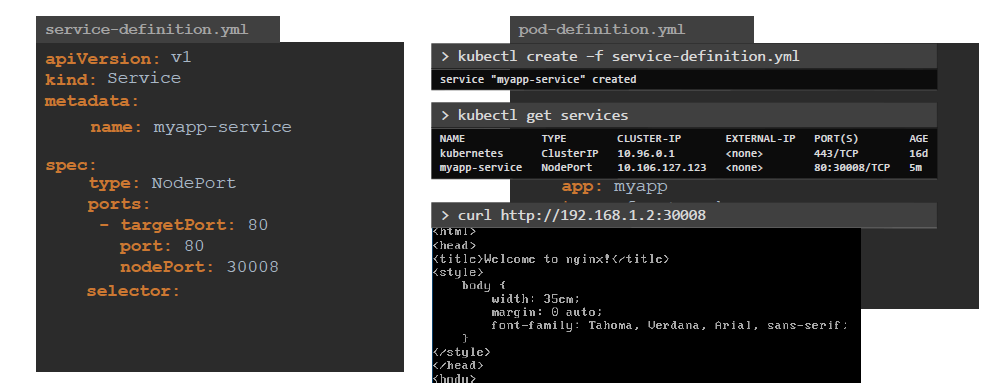 service-definition.yml
apiVersion: v1
kind: Service
metadata:
name: myapp-service
spec:
type: NodePort
ports:
- targetPort: 80
port: 80
nodePort: 30008
selector:
pod-definition.yml
> kubectl create –f service-definition.yml
service "myapp-service" created
> kubectl get services
NAME TYPE CLUSTER-IP EXTERNAL-IP PORT(S) AGE
kubernetes ClusterIP 10.96.0.1 <none> 443/TCP 16d
myapp-service NodePort 10.106.127.123 <none> 80:30008/TCP 5m
app: myapp
> curl http://192.168.1.2:30008
<html>
<head>
<title>Welcome to nginx!</title>
<style>
body {
width: 35em;
margin: 0 auto;
font-family: Tahoma, Verdana, Arial, sans-serif;
}
</style>
</head>
<body>